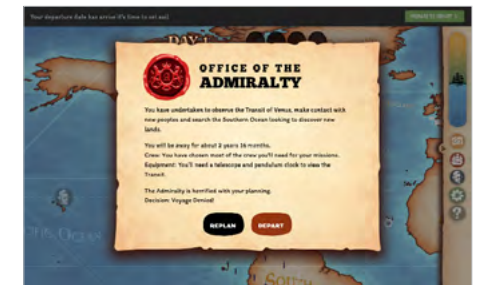 Your departure date has arrive it's time to set sail
DAY 1
OFFICE OF THE
ADMIRALTY
You have undertaken to observe the Transit of Venus, make contact with
new peoples and search the Southern Ocean looking to discover new
lands.
You will be away for about 2 years 16 months.
Crew: You have chosen most of the crew you'll need for your missions.
Equipment: You'll need a telescope and pendulum clock to view the
Transit.
The Admiralty is horrified with your planning.
Decision: Voyage Denied!
REPLAN DEPART